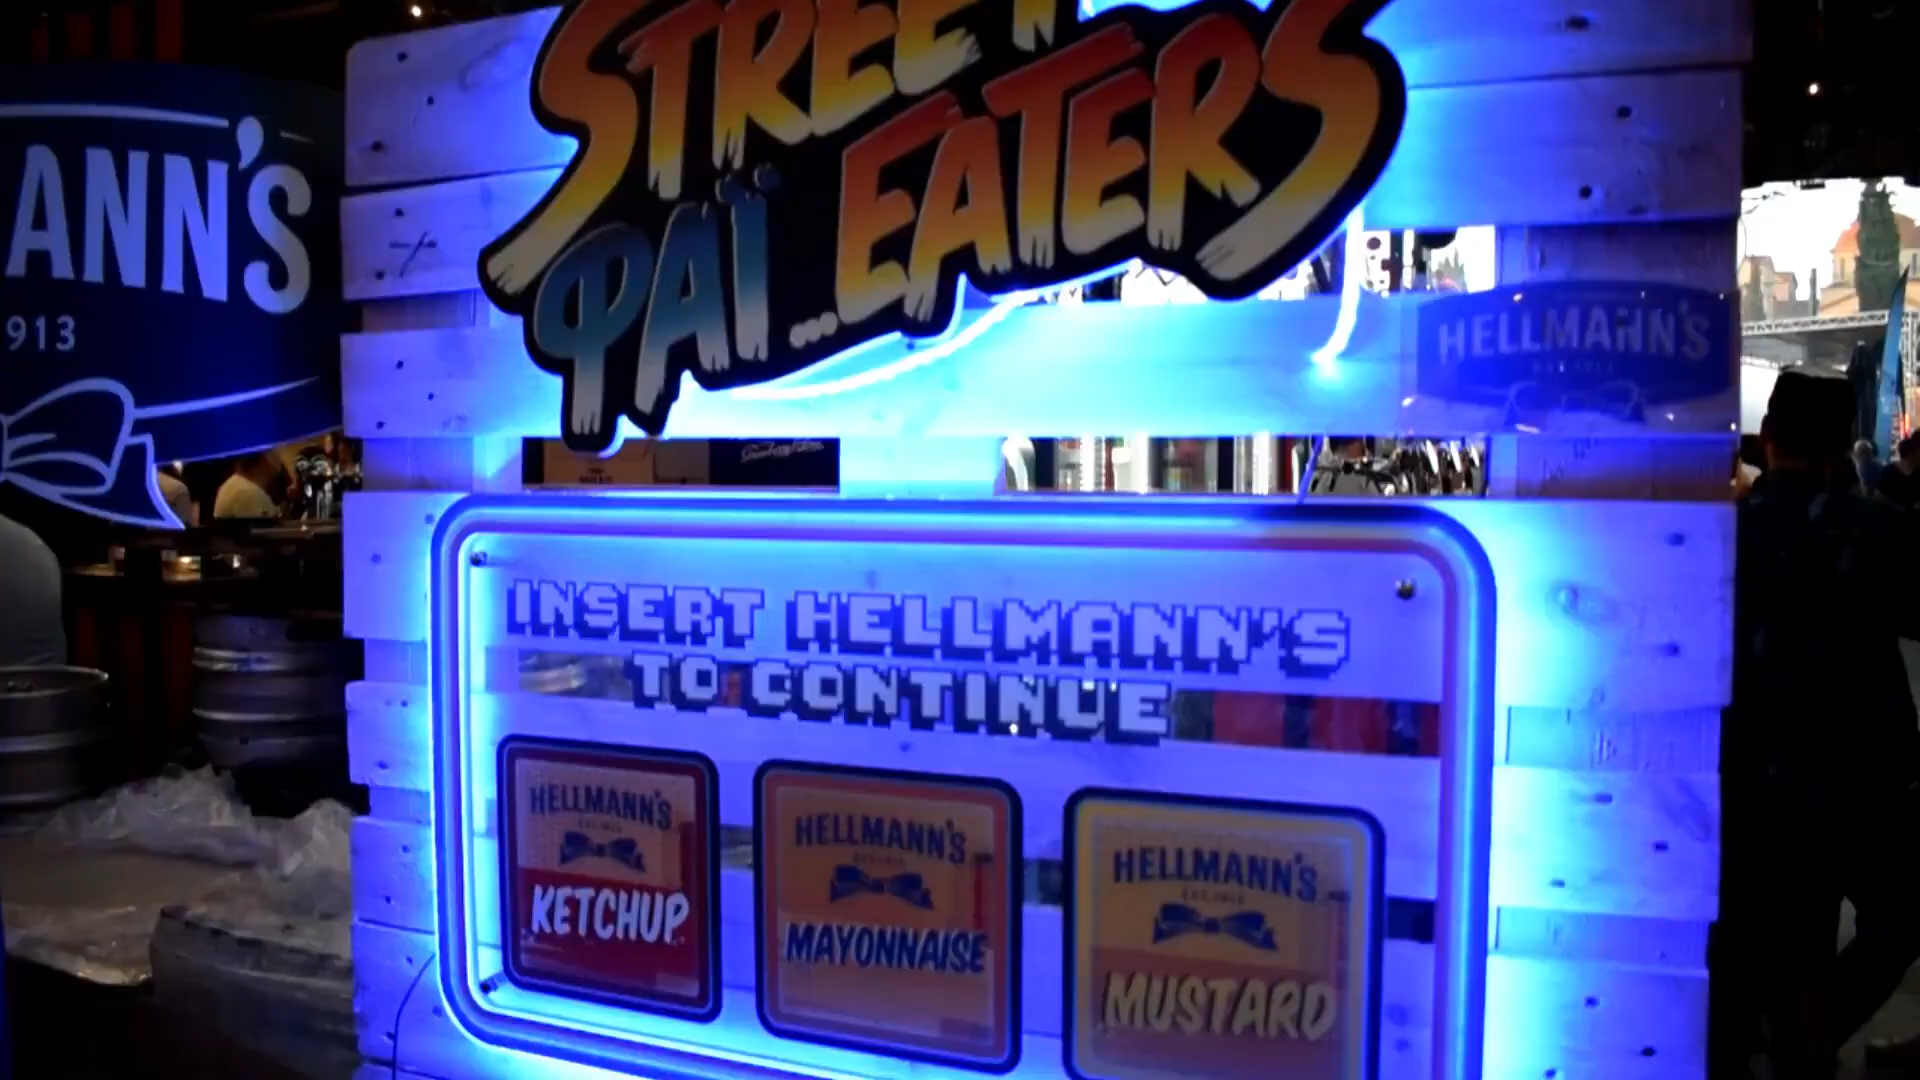 STREET
ΦΑΪ...EATERS
ANN'S
913
HELLMANN'S
INSERT HELLMANN'S
TO CONTINUE
HELLMANN'S
KETCHUP
HELLMANN'S
MAYONNAISE
HELLMANN'S
MUSTARD